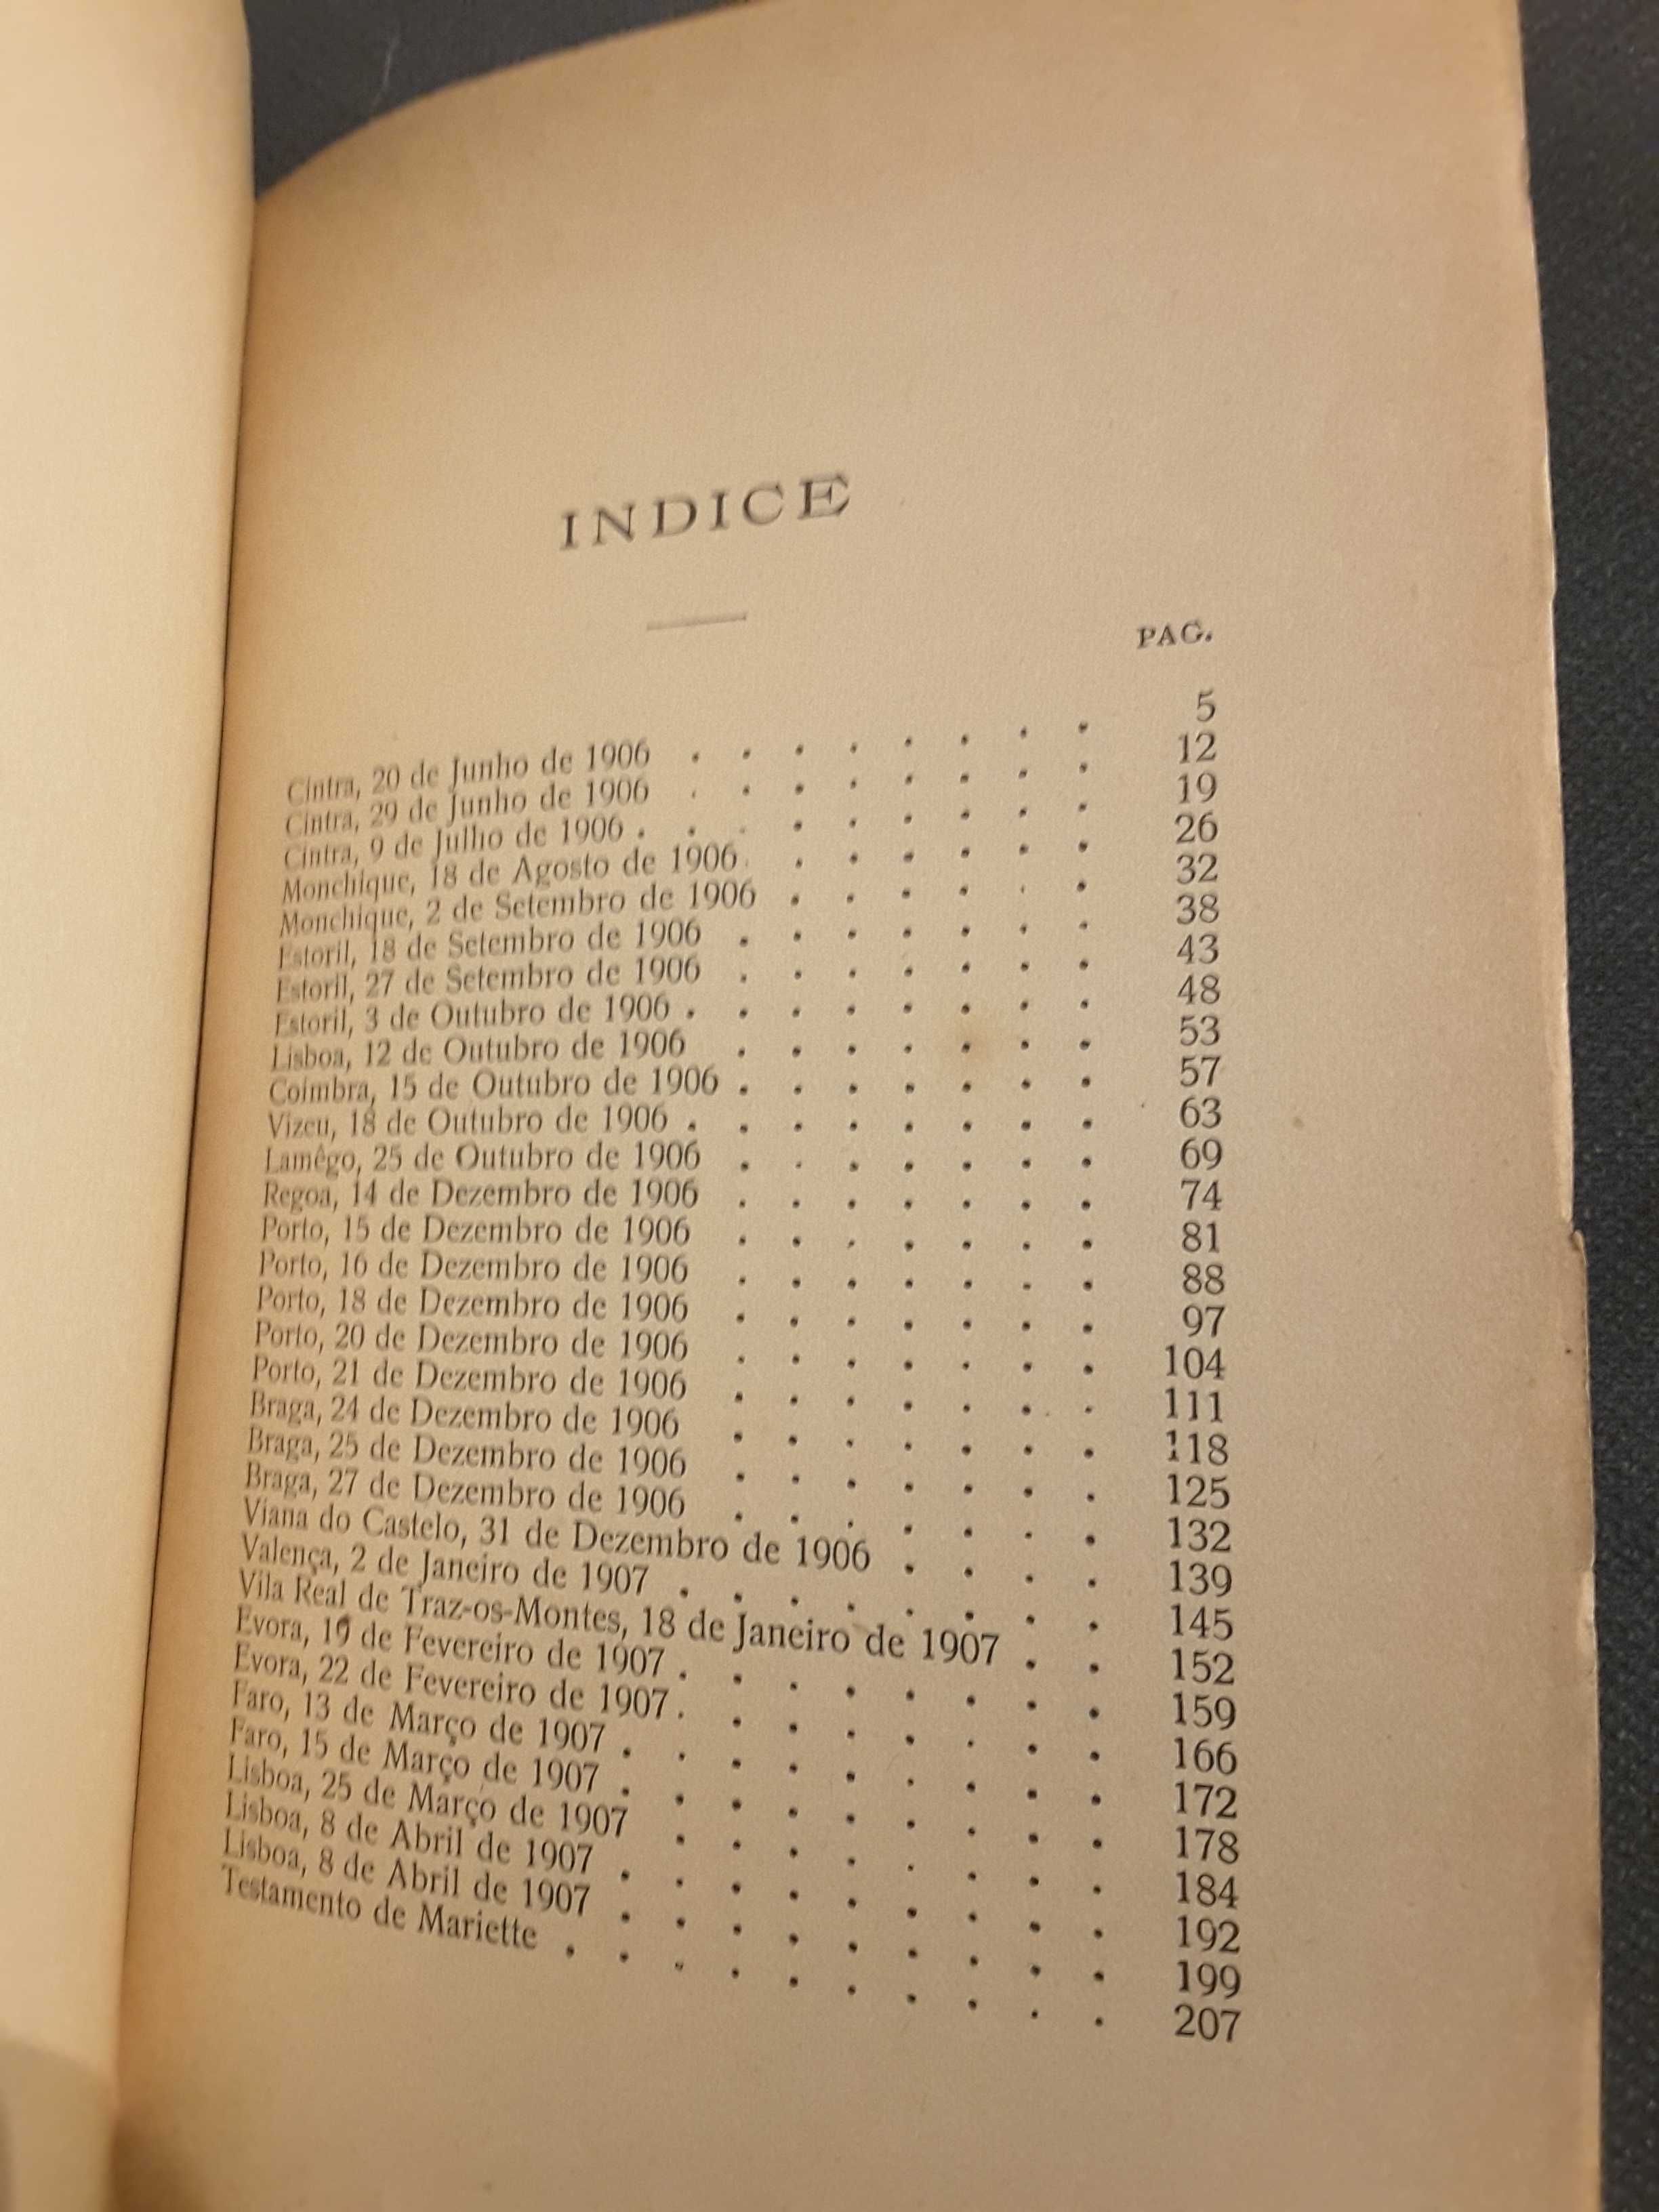 INDICE
PAG.
Cintra, 20 de Junho de 1906 . . . . . . . . 5
Cintra, 29 de Junho de 1906 . . . . . . . . 12
Cintra, 9 de Julho de 1906 . . . . . . . . . 19
Monchique, 18 de Agosto de 1906 . . . . . . . 26
Monchique, 2 de Setembro de 1906 . . . . . . 32
Estoril, 18 de Setembro de 1906 . . . . . . . 38
Estoril, 27 de Setembro de 1906 . . . . . . . 43
Estoril, 3 de Outubro de 1906 . . . . . . . . 48
Lisboa, 12 de Outubro de 1906 . . . . . . . 53
Coimbra, 15 de Outubro de 1906 . . . . . . . 57
Vizeu, 18 de Outubro de 1906 . . . . . . . . 63
Lamêgo, 25 de Outubro de 1906 . . . . . . . 69
Regoa, 14 de Dezembro de 1906 . . . . . . . 74
Porto, 15 de Dezembro de 1906 . . . . . . . 81
Porto, 16 de Dezembro de 1906 . . . . . . . 88
Porto, 18 de Dezembro de 1906 . . . . . . . 97
Porto, 20 de Dezembro de 1906 . . . . . . . 104
Porto, 21 de Dezembro de 1906 . . . . . . . 111
Braga, 24 de Dezembro de 1906 . . . . . . . 118
Braga, 25 de Dezembro de 1906 . . . . . . . 125
Braga, 27 de Dezembro de 1906 . . . . . . . 132
Viana do Castelo, 31 de Dezembro de 1906 . . . . 139
Valença, 2 de Janeiro de 1907 . . . . . . . . 145
Vila Real de Traz-os-Montes, 18 de Janeiro de 1907 . . 152
Evora, 19 de Fevereiro de 1907 . . . . . . . . 159
Evora, 22 de Fevereiro de 1907 . . . . . . . . 166
Faro, 13 de Março de 1907 . . . . . . . . . 172
Faro, 15 de Março de 1907 . . . . . . . . . 178
Lisboa, 25 de Março de 1907 . . . . . . . . 184
Lisboa, 8 de Abril de 1907 . . . . . . . . . 192
Lisboa, 8 de Abril de 1907 . . . . . . . . . 199
Testamento de Mariette . . . . . . . . . . 207